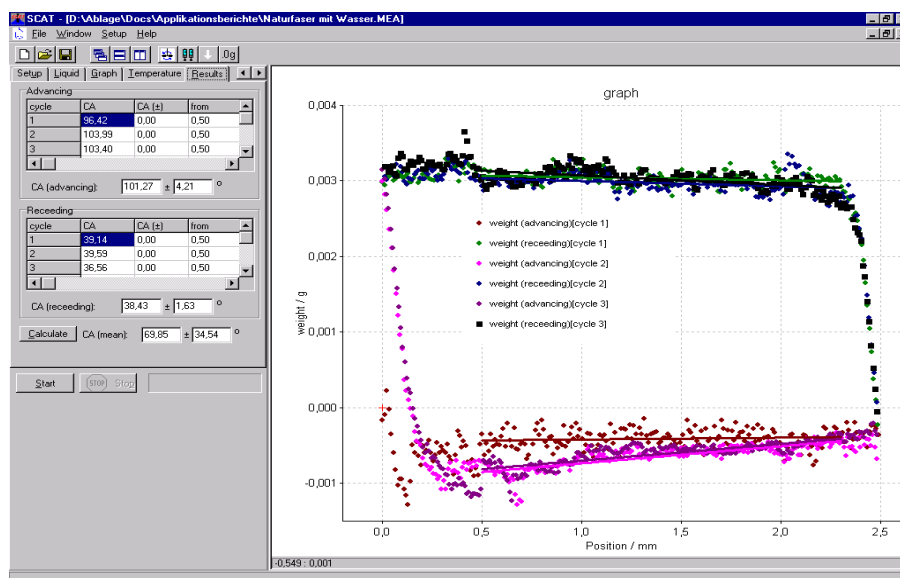 SCAT - [D:\Ablage\Docs\Applikationsberichte\Naturfaser mit Wasser.MEA]
File Window Setup Help
.0g
Setup Liquid Graph Temperature Results
Advancing
cycle CA CA (±) from
1 96,42 0,00 0,50
2 103,99 0,00 0,50
3 103,40 0,00 0,50
CA (advancing): 101,27 ± 4,21 °
Receeding
cycle CA CA (±) from
1 39,14 0,00 0,50
2 39,59 0,00 0,50
3 36,56 0,00 0,50
CA (receeding): 38,43 ± 1,63 °
Calculate CA (mean): 69,85 ± 34,54 °
Start STOP Stop
graph
weight / g
0,004
0,003
0,002
0,001
0,000
-0,001
weight (advancing)[cycle 1]
weight (receeding)[cycle 1]
weight (advancing)[cycle 2]
weight (receeding)[cycle 2]
weight (advancing)[cycle 3]
weight (receeding)[cycle 3]
0,0 0,5 1,0 1,5 2,0 2,5
Position / mm
-0,549 : 0,001